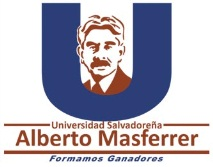 U
Universidad Salvadoreña
Alberto Masferrer
Formamos Ganadores